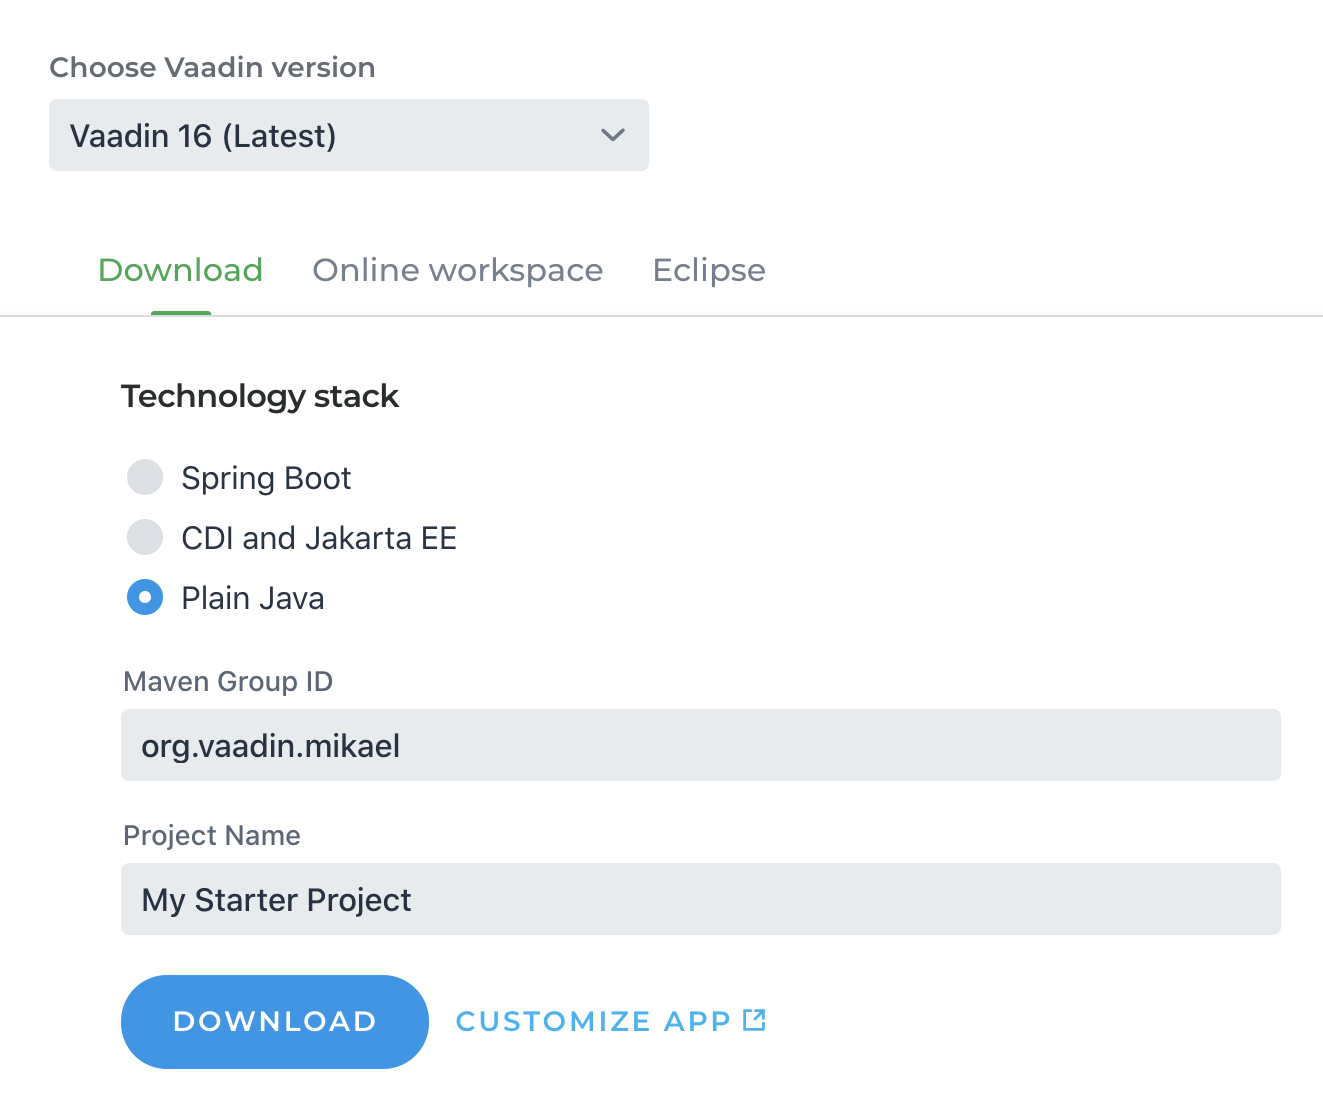 Choose Vaadin version
Vaadin 16 (Latest)
Download Online workspace Eclipse
Technology stack
Spring Boot
CDI and Jakarta EE
Plain Java
Maven Group ID
org.vaadin.mikael
Project Name
My Starter Project
DOWNLOAD CUSTOMIZE APP